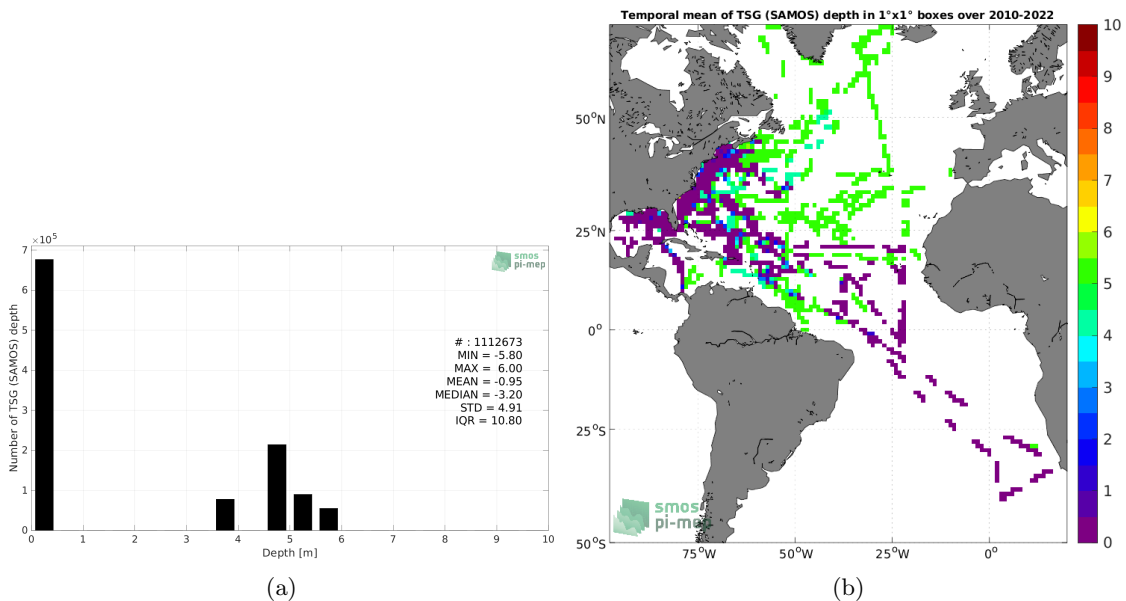 ×10⁵
7
6
5
4
3
2
1
0
Number of TSG (SAMOS) depth
0 1 2 3 4 5 6 7 8 9 10
Depth [m]
smos
pi-mep
# : 1112673
MIN = -5.80
MAX = 6.00
MEAN = -0.95
MEDIAN = -3.20
STD = 4.91
IQR = 10.80
(a)
Temporal mean of TSG (SAMOS) depth in 1°x1° boxes over 2010-2022
50°N
25°N
0°
25°S
50°S
75°W 50°W 25°W 0°
smos
pi-mep
10
9
8
7
6
5
4
3
2
1
0
(b)